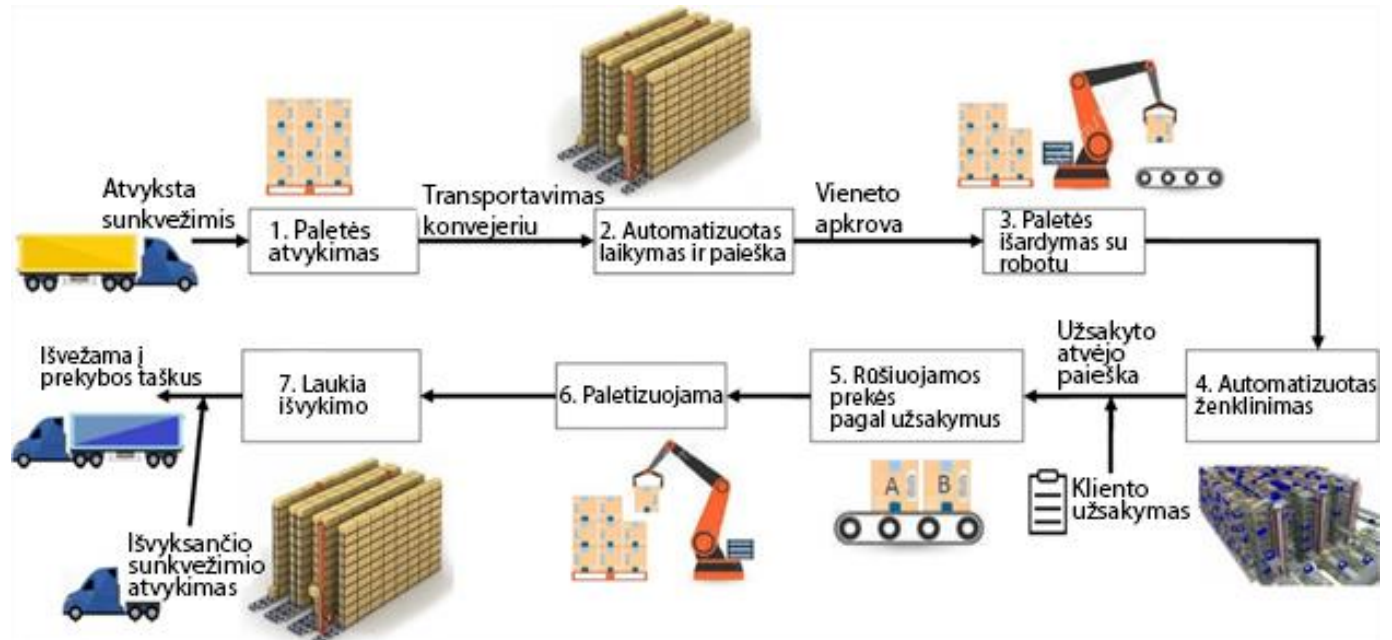 Atvyksta
sunkvežimis
1. Paletės
atvykimas
Transportavimas
konvejeriu
2. Automatizuotas
laikymas ir paieška
Vieneto
apkrova
3. Paletės
išardymas su
robotu
Užsakyto
atvėjo
paieška
4. Automatizuotas
ženklinimas
Kliento
užsakymas
5. Rūšiuojamos
prekės
pagal užsakymus
A
B
6. Paletizuojama
7. Laukia
išvykimo
Išvežama į
prekybos taškus
Išvyksančio
sunkvežimio
atvykimas